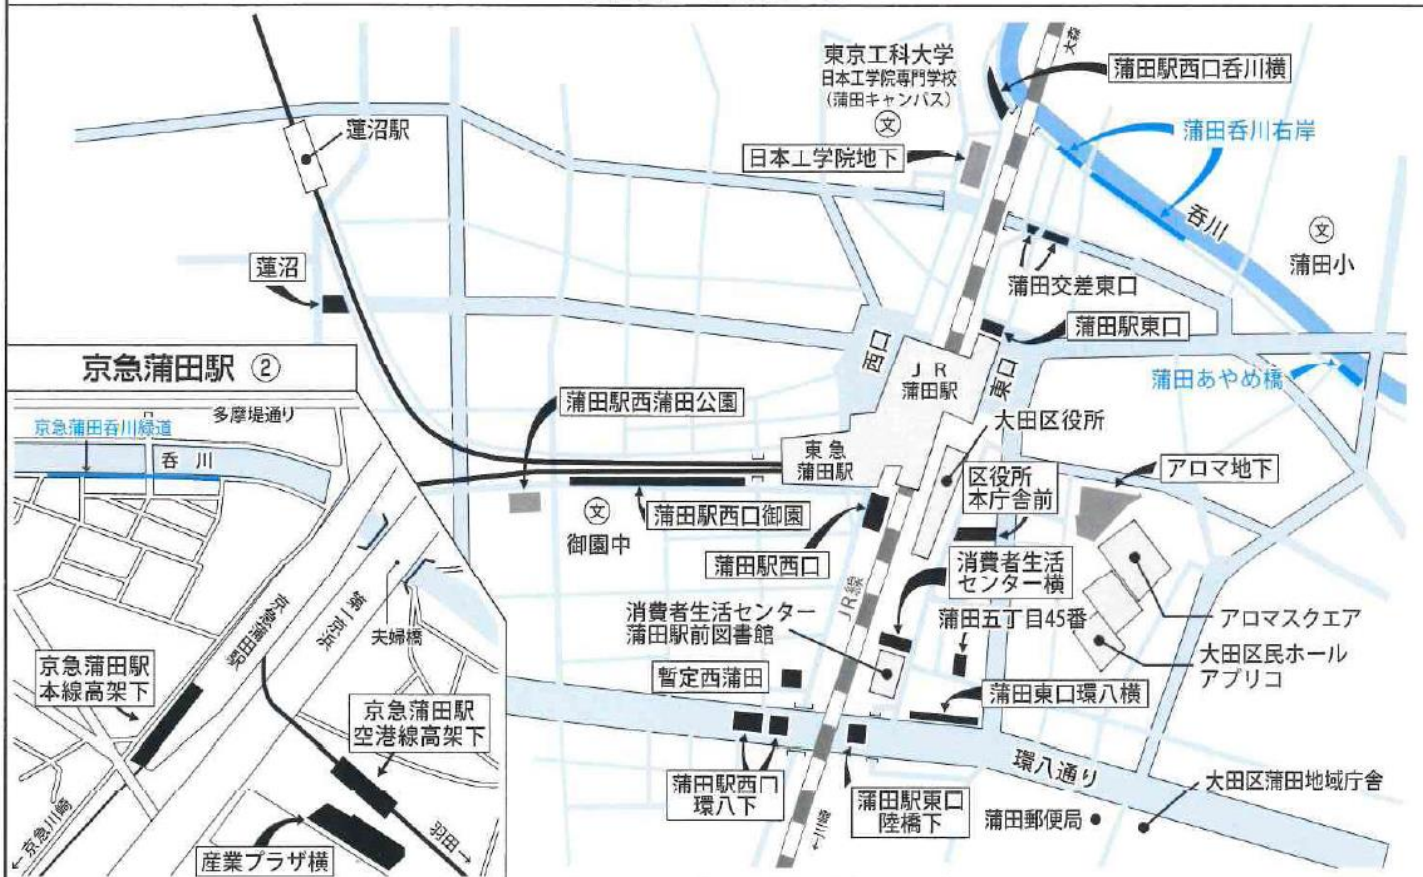 東京工科大学
日本工学院専門学校
(蒲田キャンパス)
文
大森
蒲田駅西口呑川横
蓮沼駅
日本工学院地下
蒲田呑川右岸
呑川
文
蒲田小
蓮沼
蒲田交差東口
蒲田駅東口
西口
JR
蒲田駅
東口
蒲田あやめ橋
蒲田駅西蒲田公園
大田区役所
東急
蒲田駅
区役所
本庁舎前
アロマ地下
文
御園中
蒲田駅西口御園
蒲田駅西口
消費者生活
センター横
JR線
消費者生活センター
蒲田駅前図書館
蒲田五丁目45番
アロマスクエア
大田区民ホール
アプリコ
暫定西蒲田
蒲田東口環八横
蒲田駅西口
環八下
蒲田駅東口
陸橋下
環八通り
大田区蒲田地域庁舎
蒲田郵便局
京急蒲田駅 ②
多摩堤通り
京急蒲田呑川緑道
呑川
京急蒲田駅
第一京浜
夫婦橋
京急蒲田駅
本線高架下
京急蒲田駅
空港線高架下
←京急川崎
羽田→
産業プラザ横